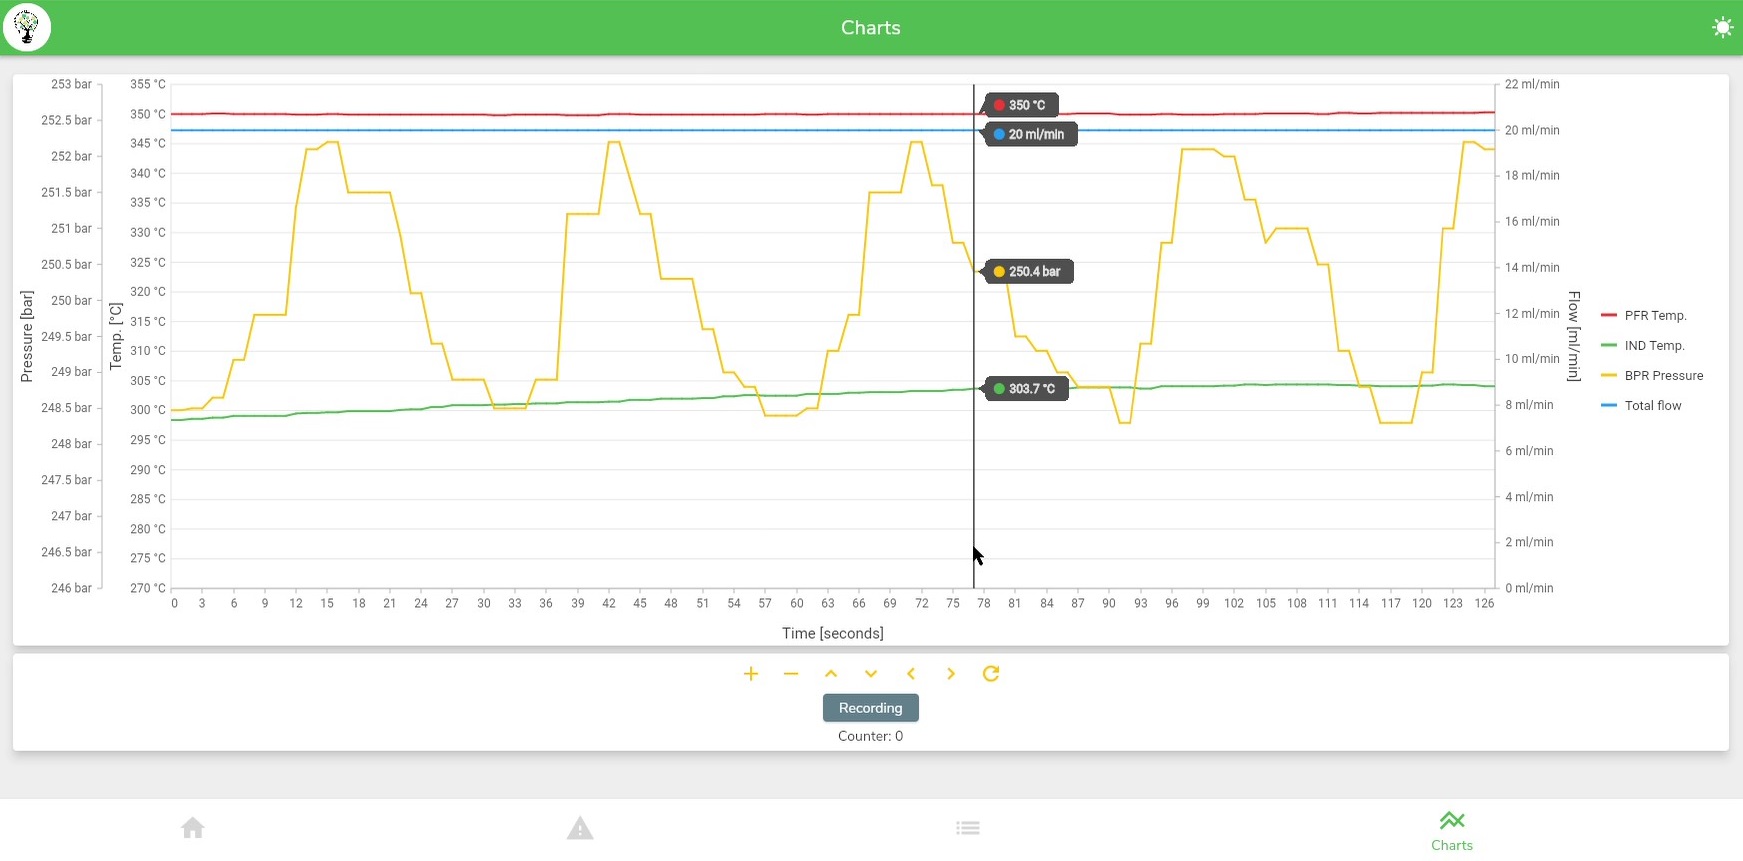 Charts
253 bar
252.5 bar
252 bar
251.5 bar
251 bar
250.5 bar
250 bar
249.5 bar
249 bar
248.5 bar
248 bar
247.5 bar
247 bar
246.5 bar
246 bar
Pressure [bar]
355 °C
350 °C
345 °C
340 °C
335 °C
330 °C
325 °C
320 °C
315 °C
310 °C
305 °C
300 °C
295 °C
290 °C
285 °C
280 °C
275 °C
270 °C
Temp. [°C]
350 °C
20 ml/min
250.4 bar
303.7 °C
22 ml/min
20 ml/min
18 ml/min
16 ml/min
14 ml/min
12 ml/min
10 ml/min
8 ml/min
6 ml/min
4 ml/min
2 ml/min
0 ml/min
Flow [ml/min]
PFR Temp.
IND Temp.
BPR Pressure
Total flow
0 3 6 9 12 15 18 21 24 27 30 33 36 39 42 45 48 51 54 57 60 63 66 69 72 75 78 81 84 87 90 93 96 99 102 105 108 111 114 117 120 123 126
Time [seconds]
Recording
Counter: 0
Charts